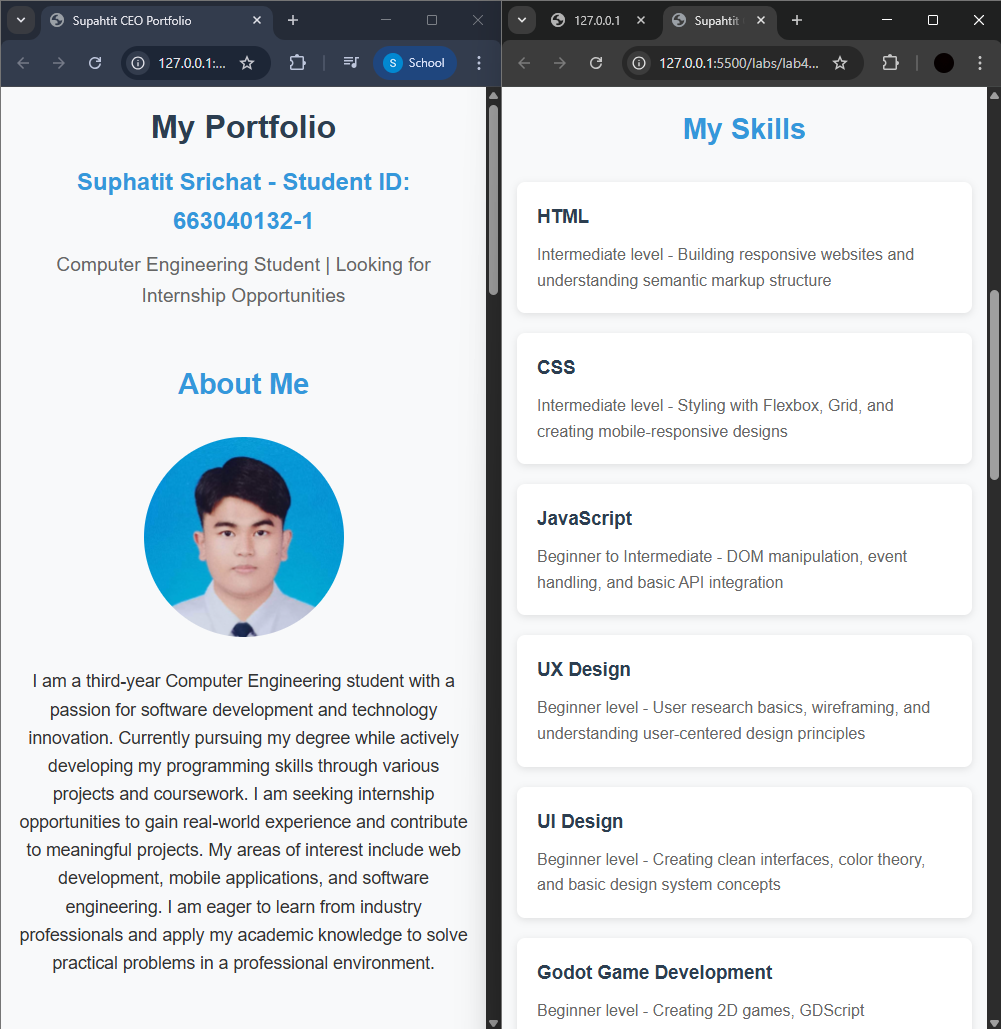 Supahtit CEO Portfolio
127.0.0.1:...
S School
My Portfolio
Suphatit Srichat - Student ID:
663040132-1
Computer Engineering Student | Looking for
Internship Opportunities
About Me
I am a third-year Computer Engineering student with a
passion for software development and technology
innovation. Currently pursuing my degree while actively
developing my programming skills through various
projects and coursework. I am seeking internship
opportunities to gain real-world experience and contribute
to meaningful projects. My areas of interest include web
development, mobile applications, and software
engineering. I am eager to learn from industry
professionals and apply my academic knowledge to solve
practical problems in a professional environment.
127.0.0.1
Supahtit
127.0.0.1:5500/labs/lab4...
My Skills
HTML
Intermediate level - Building responsive websites and
understanding semantic markup structure
CSS
Intermediate level - Styling with Flexbox, Grid, and
creating mobile-responsive designs
JavaScript
Beginner to Intermediate - DOM manipulation, event
handling, and basic API integration
UX Design
Beginner level - User research basics, wireframing, and
understanding user-centered design principles
UI Design
Beginner level - Creating clean interfaces, color theory,
and basic design system concepts
Godot Game Development
Beginner level - Creating 2D games, GDScript